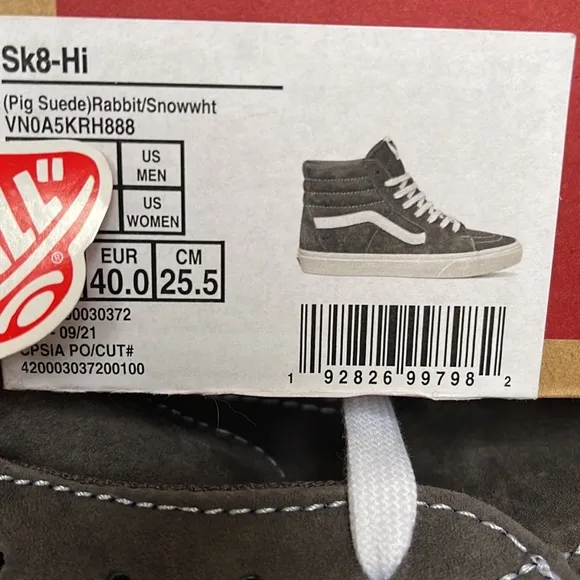 Sk8-Hi
(Pig Suede)Rabbit/Snowwht
VN0A5KRH888
US MEN
US WOMEN
EUR CM
40.0 25.5
0030372
09/21
CPSIA PO/CUT#
420003037200100
1 92826 99798 2